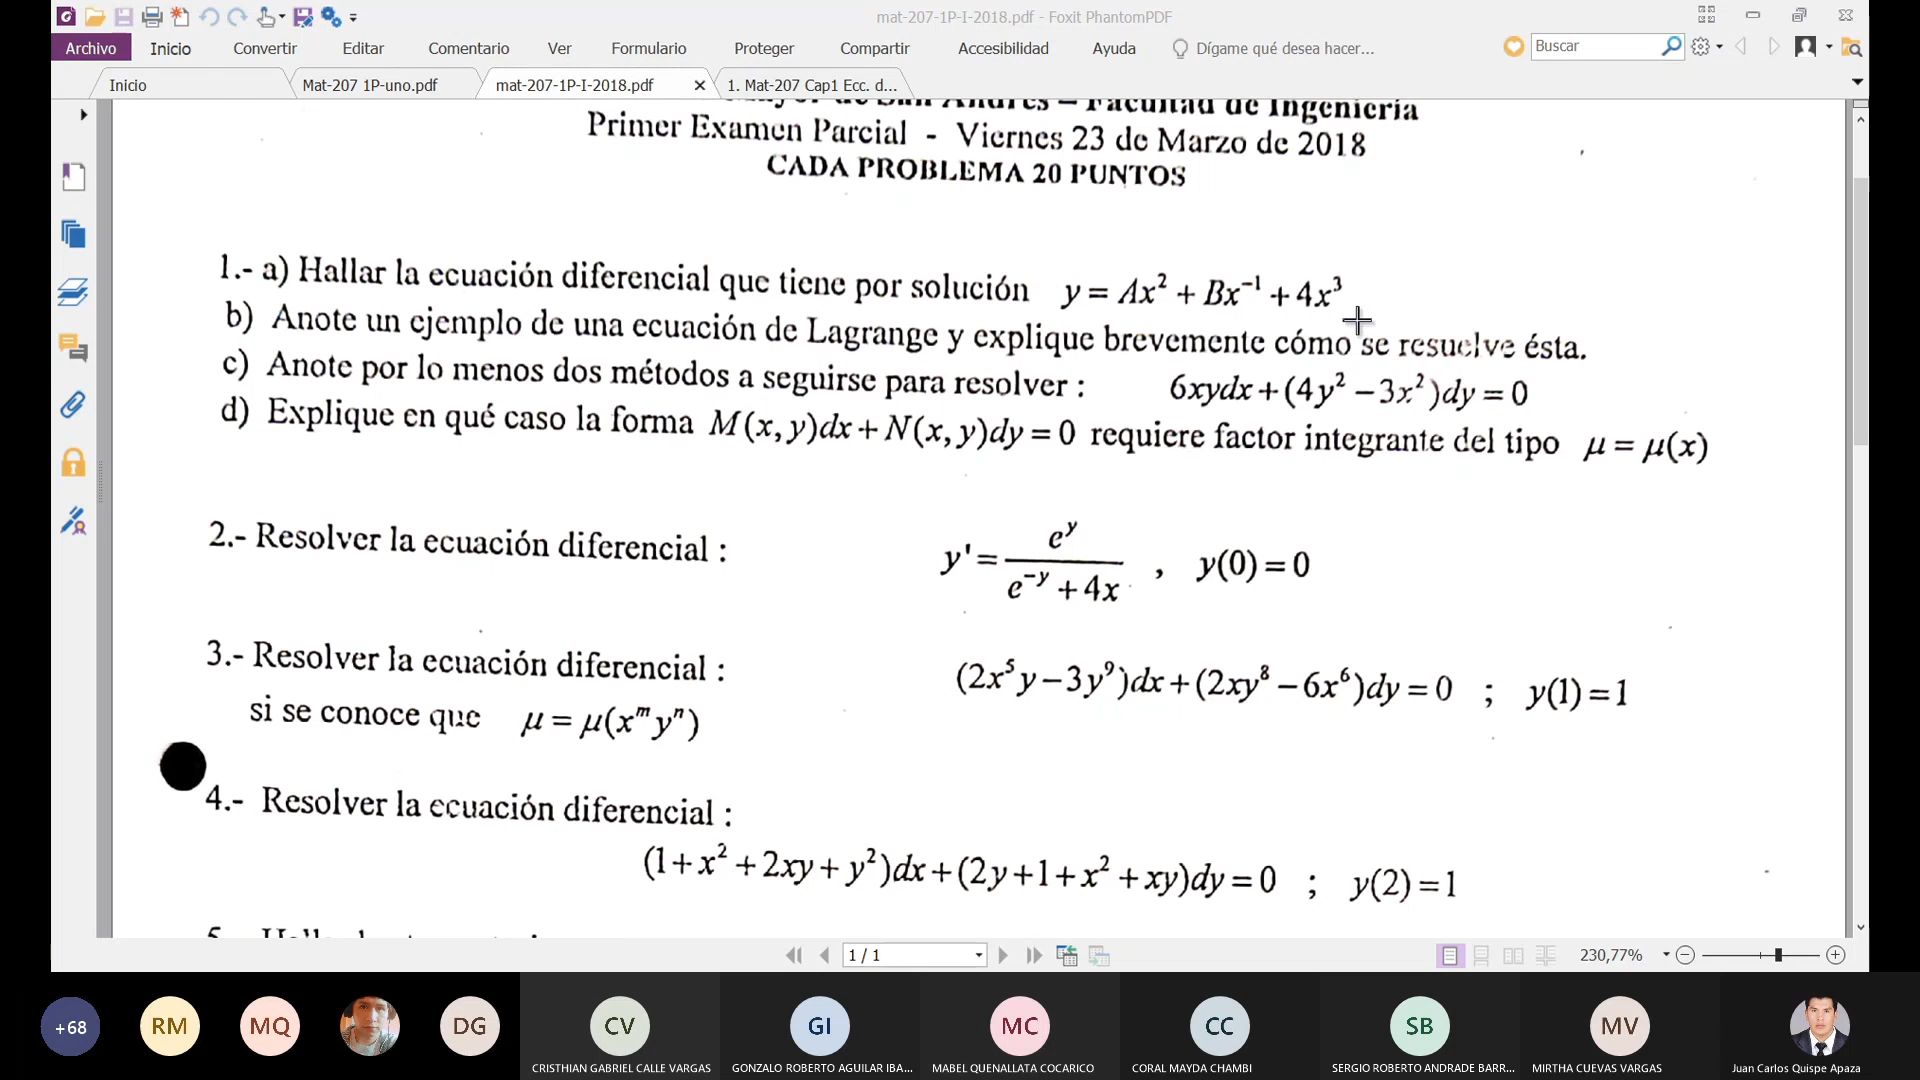 mat-207-1P-I-2018.pdf - Foxit PhantomPDF
Archivo Inicio Convertir Editar Comentario Ver Formulario Proteger Compartir Accesibilidad Ayuda Dígame qué desea hacer... Buscar
Inicio Mat-207 1P-uno.pdf mat-207-1P-I-2018.pdf 1. Mat-207 Cap1 Ecc. d...
de San Andrés – Facultad de Ingeniería
Primer Examen Parcial - Viernes 23 de Marzo de 2018
CADA PROBLEMA 20 PUNTOS
1.- a) Hallar la ecuación diferencial que tiene por solución y = Ax² + Bx⁻¹ + 4x³
b) Anote un ejemplo de una ecuación de Lagrange y explique brevemente cómo se resuelve ésta.
c) Anote por lo menos dos métodos a seguirse para resolver : 6xydx + (4y² − 3x²)dy = 0
d) Explique en qué caso la forma M(x, y)dx + N(x, y)dy = 0 requiere factor integrante del tipo μ = μ(x)
2.- Resolver la ecuación diferencial : y' = e^y / (e^−y + 4x) , y(0) = 0
3.- Resolver la ecuación diferencial : (2x⁵y − 3y⁹)dx + (2xy⁸ − 6x⁶)dy = 0 ; y(1) = 1
si se conoce que μ = μ(xᵐyⁿ)
4.- Resolver la ecuación diferencial :
(1 + x² + 2xy + y²)dx + (2y + 1 + x² + xy)dy = 0 ; y(2) = 1
1 / 1 230,77%
+68 RM MQ DG CV GI MC CC SB MV
CRISTHIAN GABRIEL CALLE VARGAS GONZALO ROBERTO AGUILAR IBA... MABEL QUENALLATA COCARICO CORAL MAYDA CHAMBI SERGIO ROBERTO ANDRADE BARR... MIRTHA CUEVAS VARGAS Juan Carlos Quispe Apaza